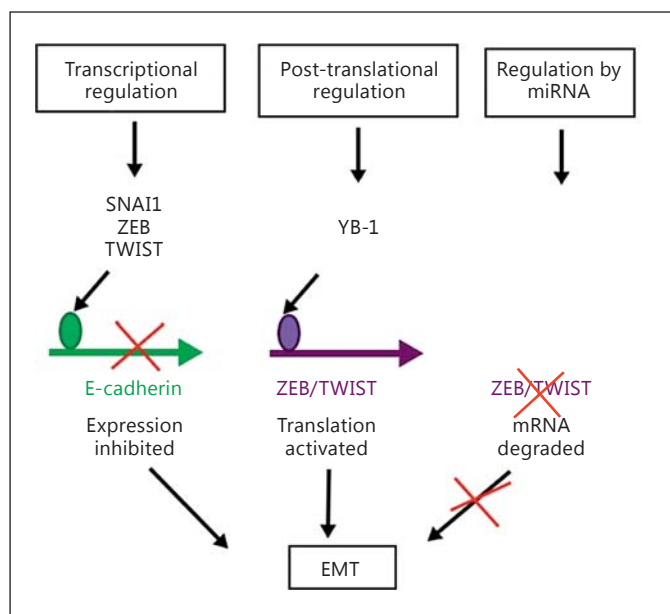 Transcriptional
regulation
Post-translational
regulation
Regulation by
miRNA
SNAI1
ZEB
TWIST
YB-1
E-cadherin
Expression
inhibited
ZEB/TWIST
Translation
activated
ZEB/TWIST
mRNA
degraded
EMT